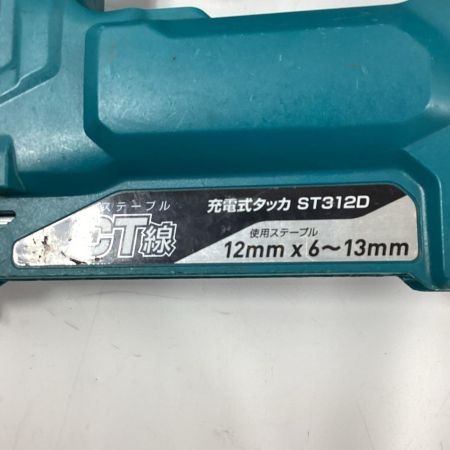 ステープル
CT線
充電式タッカ ST312D
使用ステープル
12mm x 6〜13mm